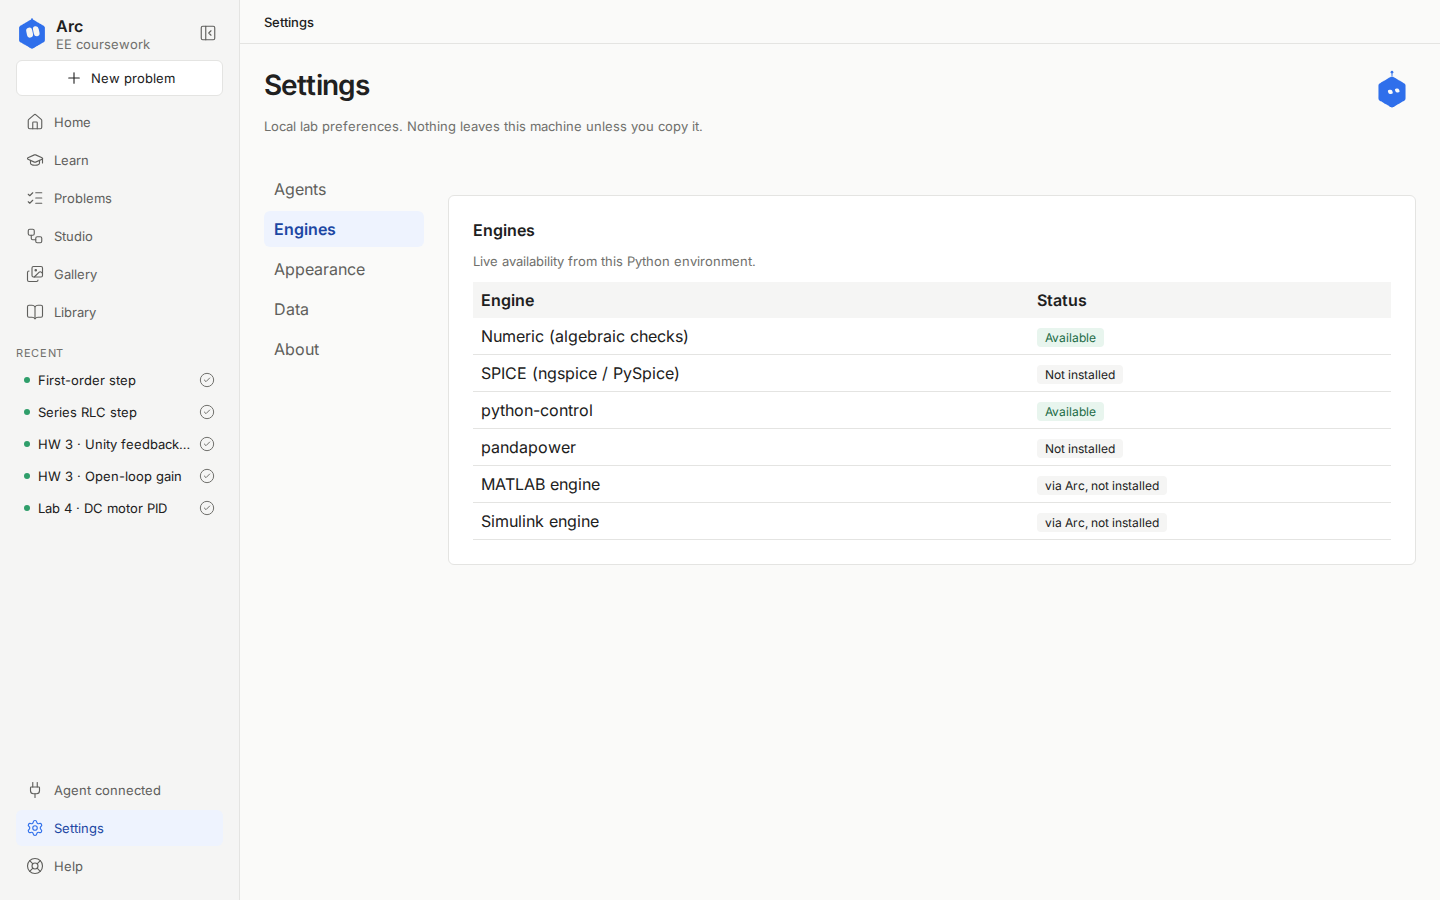 Arc
EE coursework
New problem
Home
Learn
Problems
Studio
Gallery
Library
RECENT
First-order step
Series RLC step
HW 3 · Unity feedback...
HW 3 · Open-loop gain
Lab 4 · DC motor PID
Agent connected
Settings
Help
Settings
Settings
Local lab preferences. Nothing leaves this machine unless you copy it.
Agents
Engines
Appearance
Data
About
Engines
Live availability from this Python environment.
Engine Status
Numeric (algebraic checks) Available
SPICE (ngspice / PySpice) Not installed
python-control Available
pandapower Not installed
MATLAB engine via Arc, not installed
Simulink engine via Arc, not installed